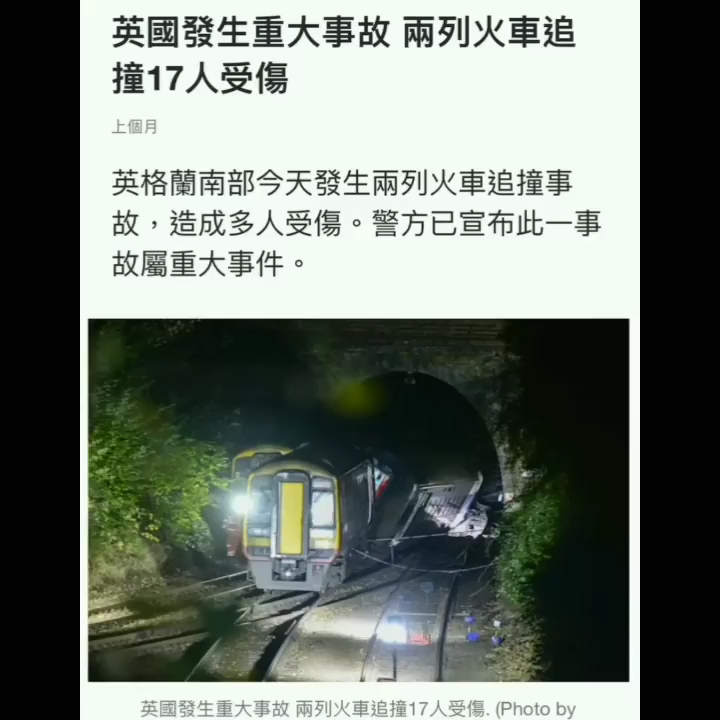 英國發生重大事故 兩列火車追
撞17人受傷
上個月
英格蘭南部今天發生兩列火車追撞事
故，造成多人受傷。警方已宣布此一事
故屬重大事件。
英國發生重大事故 兩列火車追撞17人受傷. (Photo by